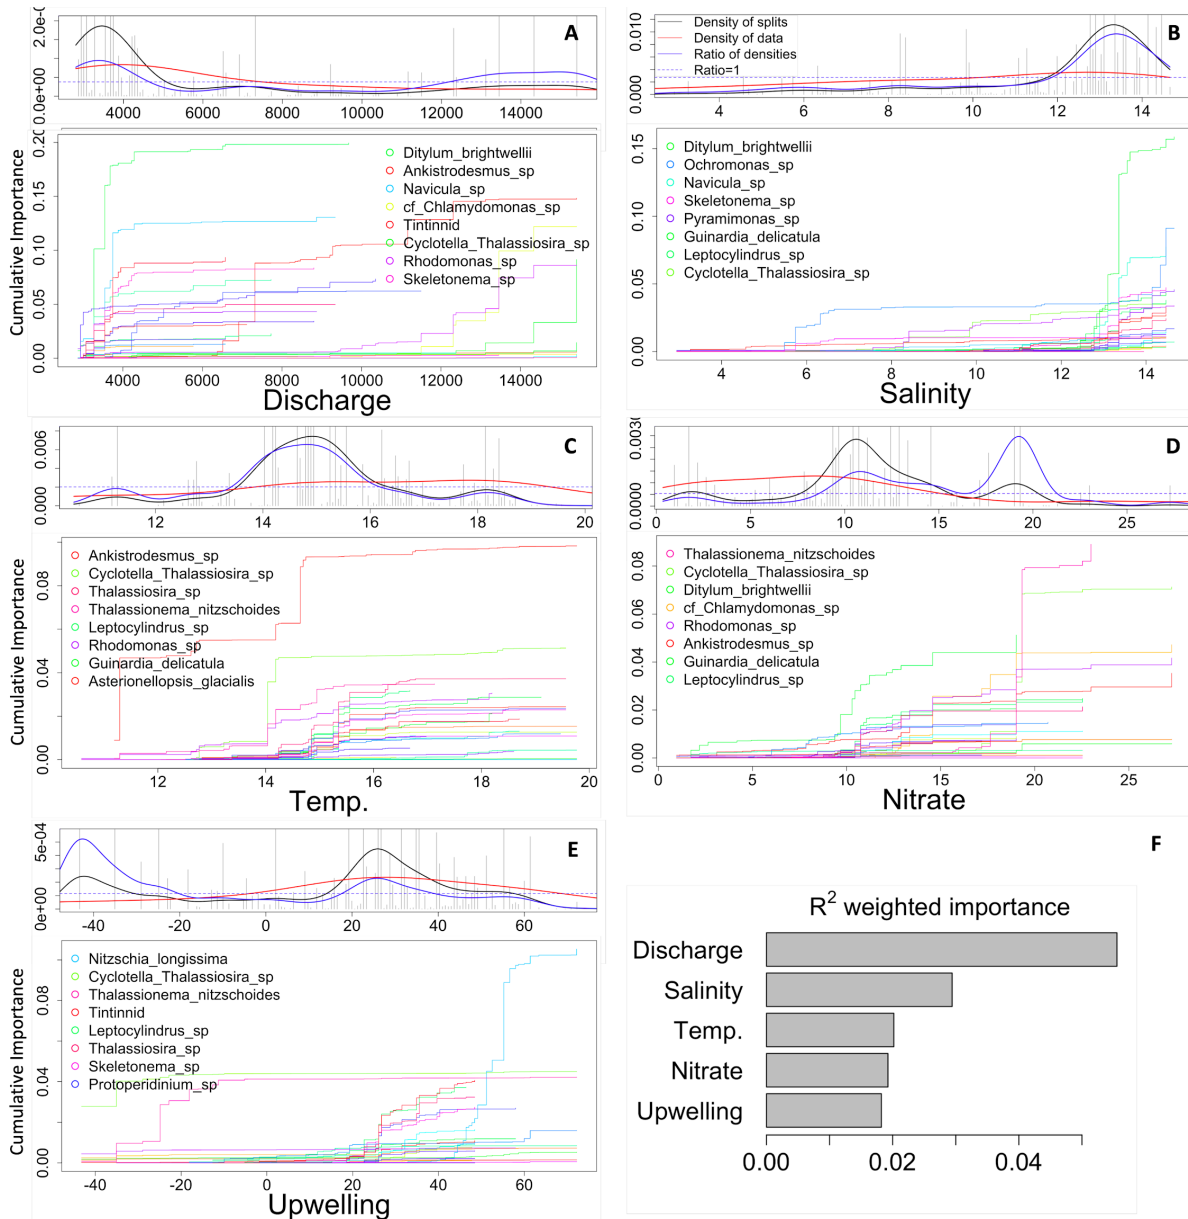 A
2.0e-0
0.0e+00
4000 6000 8000 10000 12000 14000
Cumulative Importance
0.20
0.15
0.10
0.05
0.00
Ditylum_brightwellii
Ankistrodesmus_sp
Navicula_sp
cf_Chlamydomonas_sp
Tintinnid
Cyclotella_Thalassiosira_sp
Rhodomonas_sp
Skeletonema_sp
4000 6000 8000 10000 12000 14000
Discharge
B
0.010
0.000
Density of splits
Density of data
Ratio of densities
Ratio=1
4 6 8 10 12 14
0.15
0.10
0.05
0.00
Ditylum_brightwellii
Ochromonas_sp
Navicula_sp
Skeletonema_sp
Pyramimonas_sp
Guinardia_delicatula
Leptocylindrus_sp
Cyclotella_Thalassiosira_sp
4 6 8 10 12 14
Salinity
C
0.006
0.000
12 14 16 18 20
Cumulative Importance
0.08
0.04
0.00
Ankistrodesmus_sp
Cyclotella_Thalassiosira_sp
Thalassiosira_sp
Thalassionema_nitzschoides
Leptocylindrus_sp
Rhodomonas_sp
Guinardia_delicatula
Asterionellopsis_glacialis
12 14 16 18 20
Temp.
D
0.0030
0.0000
0 5 10 15 20 25
0.08
0.06
0.04
0.02
0.00
Thalassionema_nitzschoides
Cyclotella_Thalassiosira_sp
Ditylum_brightwellii
cf_Chlamydomonas_sp
Rhodomonas_sp
Ankistrodesmus_sp
Guinardia_delicatula
Leptocylindrus_sp
0 5 10 15 20 25
Nitrate
E
5e-04
0e+00
-40 -20 0 20 40 60
Cumulative Importance
0.08
0.04
0.00
Nitzschia_longissima
Cyclotella_Thalassiosira_sp
Thalassionema_nitzschoides
Tintinnid
Leptocylindrus_sp
Thalassiosira_sp
Skeletonema_sp
Protoperidinium_sp
-40 -20 0 20 40 60
Upwelling
F
R² weighted importance
Discharge
Salinity
Temp.
Nitrate
Upwelling
0.00 0.02 0.04